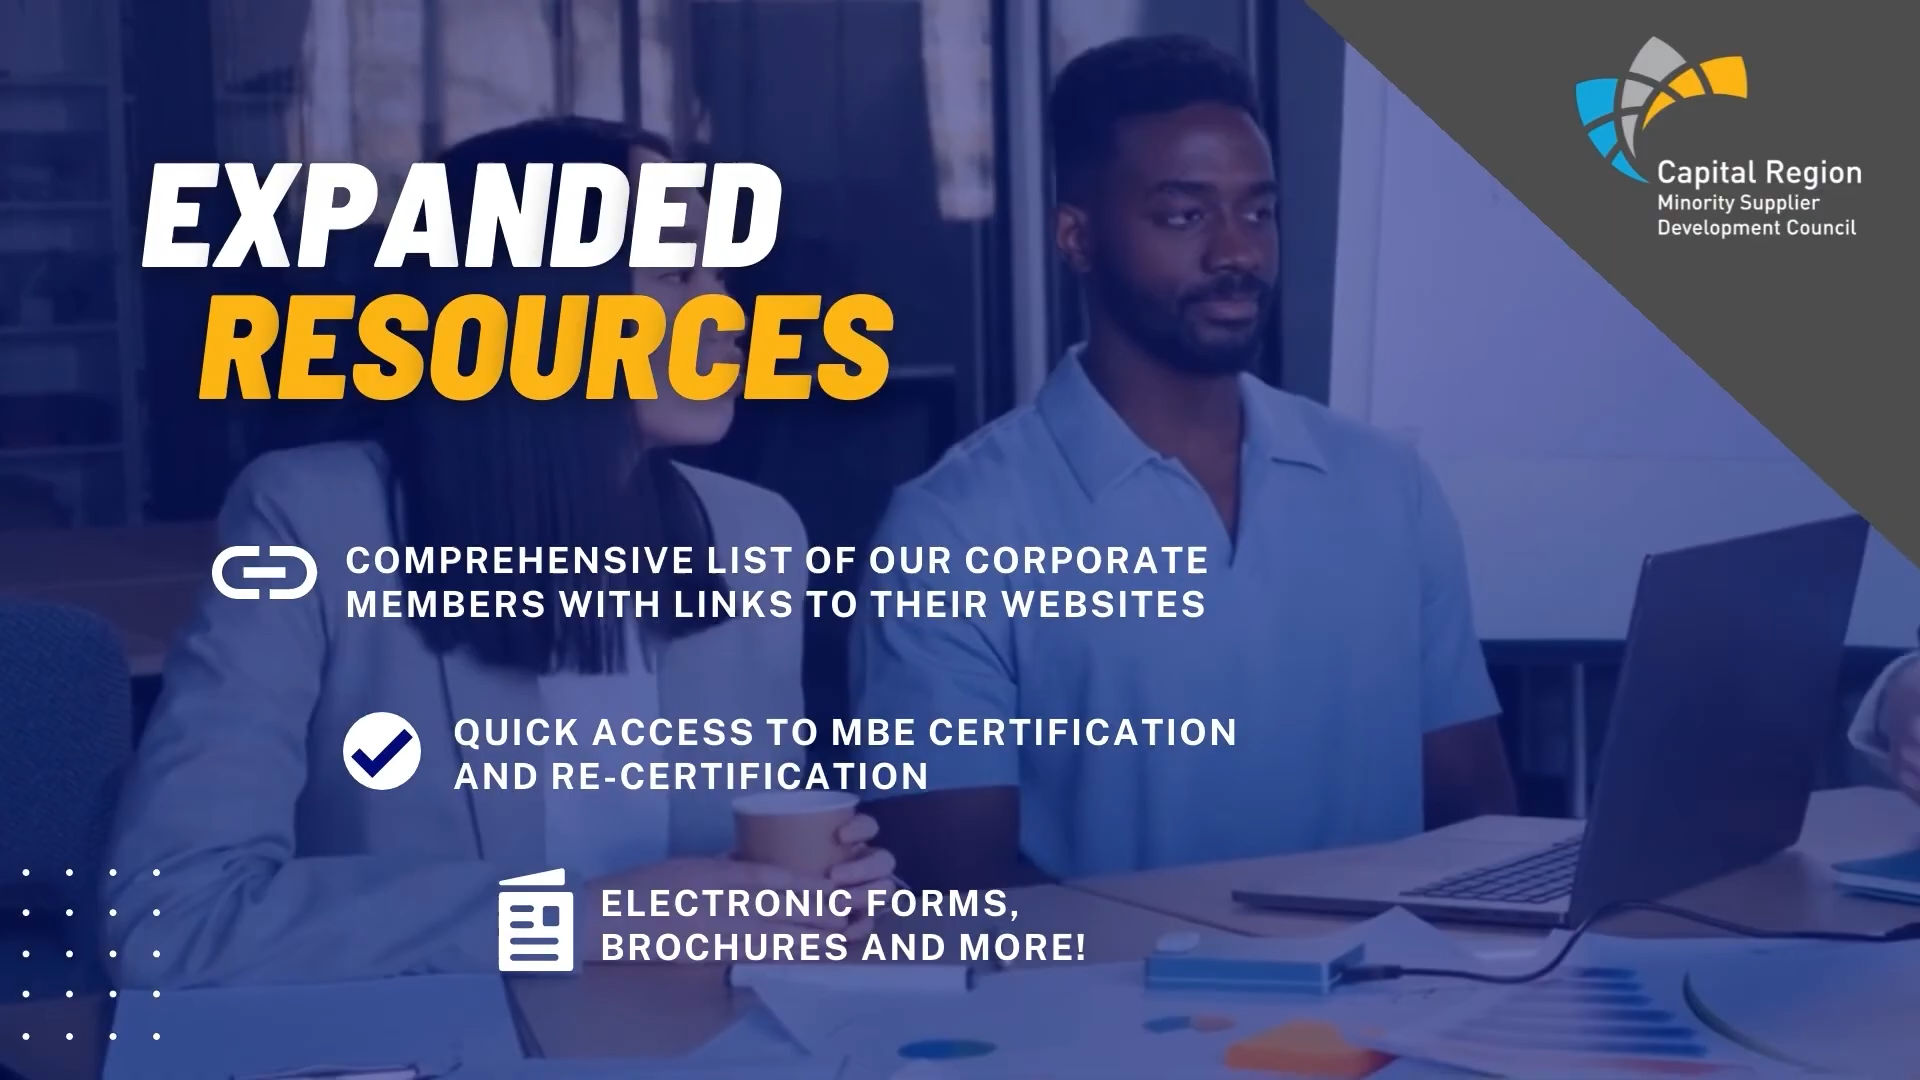 Capital Region
Minority Supplier
Development Council
EXPANDED
RESOURCES
COMPREHENSIVE LIST OF OUR CORPORATE
MEMBERS WITH LINKS TO THEIR WEBSITES
QUICK ACCESS TO MBE CERTIFICATION
AND RE-CERTIFICATION
ELECTRONIC FORMS,
BROCHURES AND MORE!